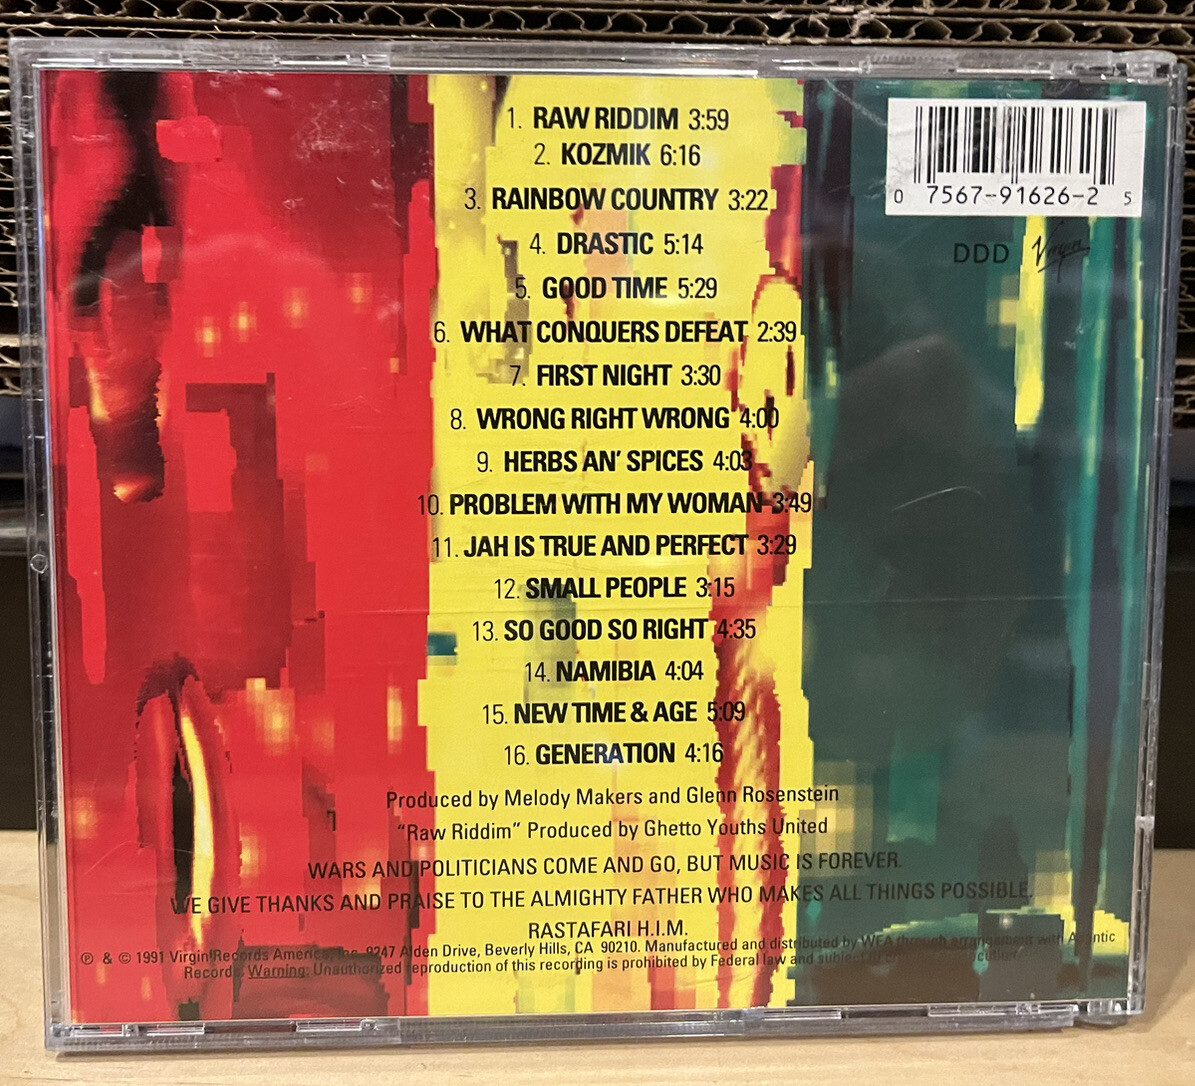 1. RAW RIDDIM 3:59
2. KOZMIK 6:16
3. RAINBOW COUNTRY 3:22
4. DRASTIC 5:14
5. GOOD TIME 5:29
6. WHAT CONQUERS DEFEAT 2:39
7. FIRST NIGHT 3:30
8. WRONG RIGHT WRONG 4:00
9. HERBS AN' SPICES 4:03
10. PROBLEM WITH MY WOMAN 3:49
11. JAH IS TRUE AND PERFECT 3:29
12. SMALL PEOPLE 3:15
13. SO GOOD SO RIGHT 4:35
14. NAMIBIA 4:04
15. NEW TIME & AGE 5:09
16. GENERATION 4:16
0 7567-91626-2 5
DDD Virgin
Produced by Melody Makers and Glenn Rosenstein
"Raw Riddim" Produced by Ghetto Youths United
WARS AND POLITICIANS COME AND GO, BUT MUSIC IS FOREVER.
WE GIVE THANKS AND PRAISE TO THE ALMIGHTY FATHER WHO MAKES ALL THINGS POSSIBLE.
RASTAFARI H.I.M.
℗ & © 1991 Virgin Records America, Inc. 9247 Alden Drive, Beverly Hills, CA 90210. Manufactured and distributed by WEA through arrangement with Atlantic
Records. Warning: Unauthorized reproduction of this recording is prohibited by Federal law and subject